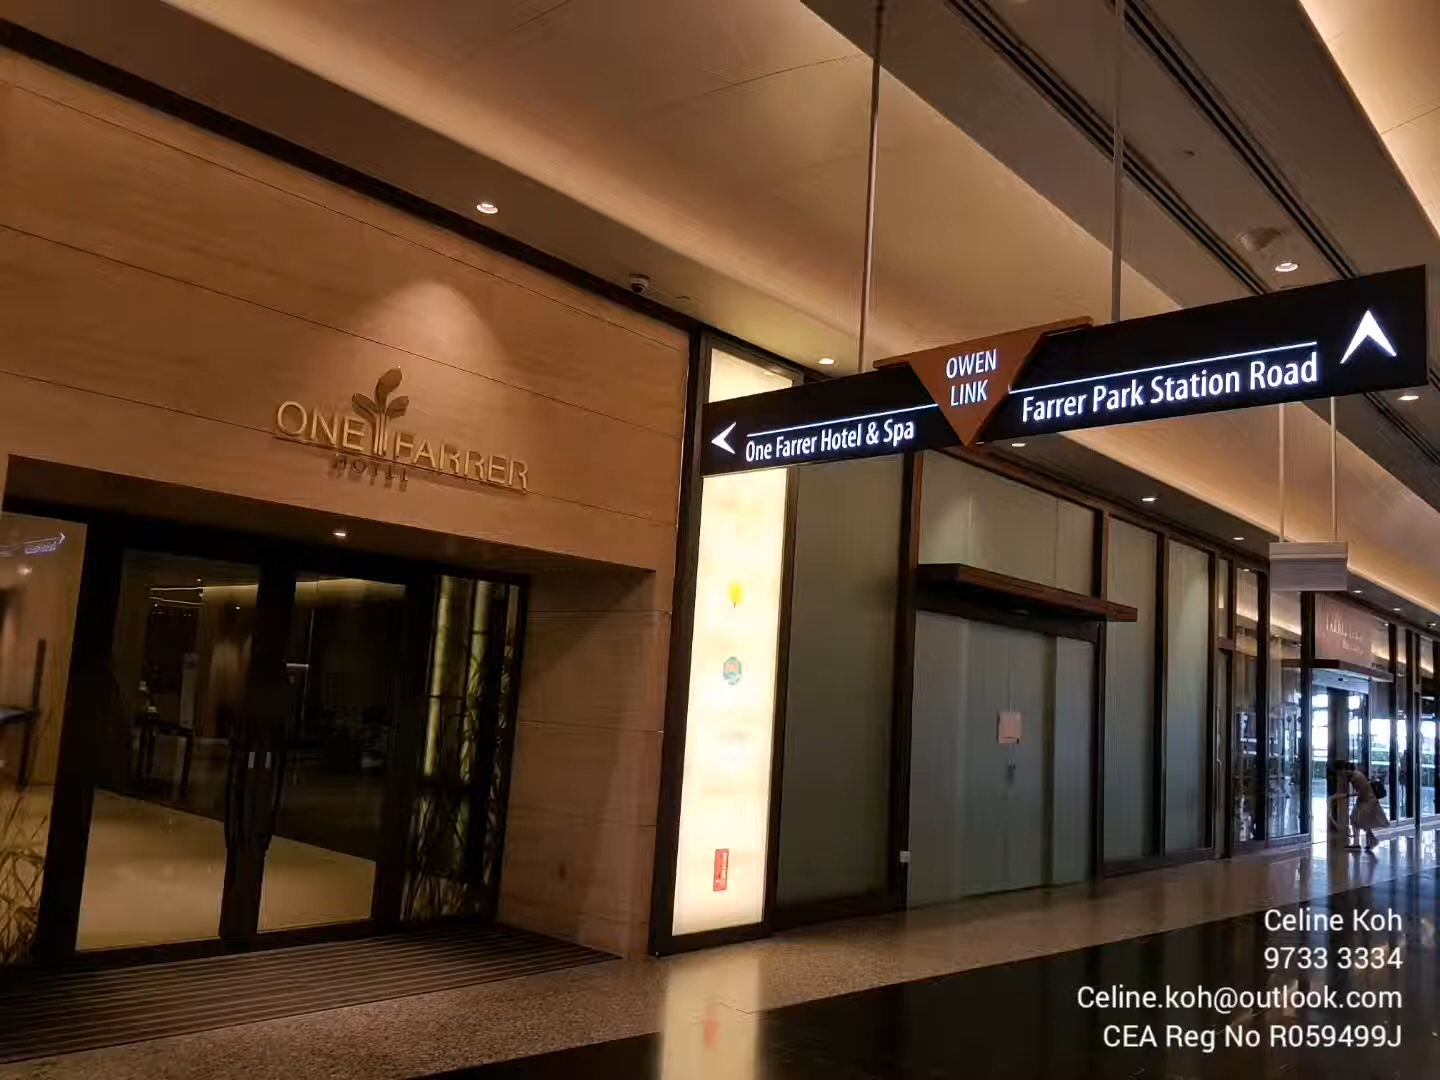 ONE FARRER
HOTEL
OWEN
LINK
One Farrer Hotel & Spa
Farrer Park Station Road
Celine Koh
9733 3334
Celine.koh@outlook.com
CEA Reg No R059499J